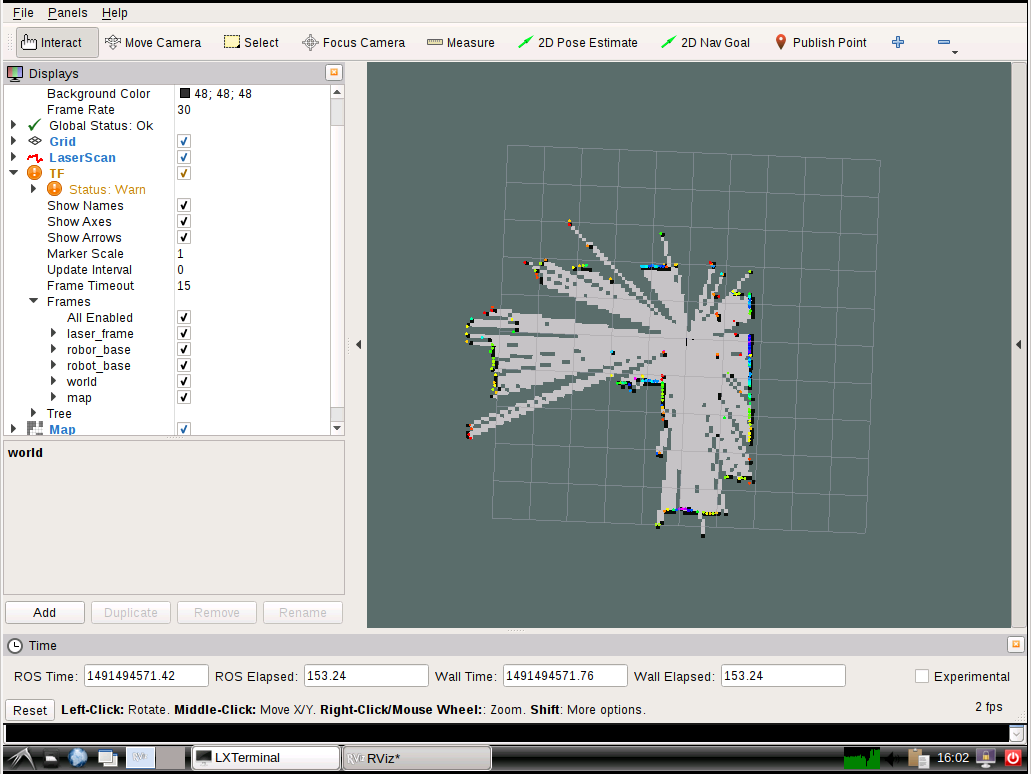 File Panels Help
Interact Move Camera Select Focus Camera Measure 2D Pose Estimate 2D Nav Goal Publish Point
Displays
Background Color 48; 48; 48
Frame Rate 30
Global Status: Ok
Grid
LaserScan
TF
Status: Warn
Show Names
Show Axes
Show Arrows
Marker Scale 1
Update Interval 0
Frame Timeout 15
Frames
All Enabled
laser_frame
robor_base
robot_base
world
map
Tree
Map
world
Add Duplicate Remove Rename
Time
ROS Time: 1491494571.42 ROS Elapsed: 153.24 Wall Time: 1491494571.76 Wall Elapsed: 153.24 Experimental
Reset Left-Click: Rotate. Middle-Click: Move X/Y. Right-Click/Mouse Wheel:: Zoom. Shift: More options. 2 fps
RViz LXTerminal RViz RViz* 16:02